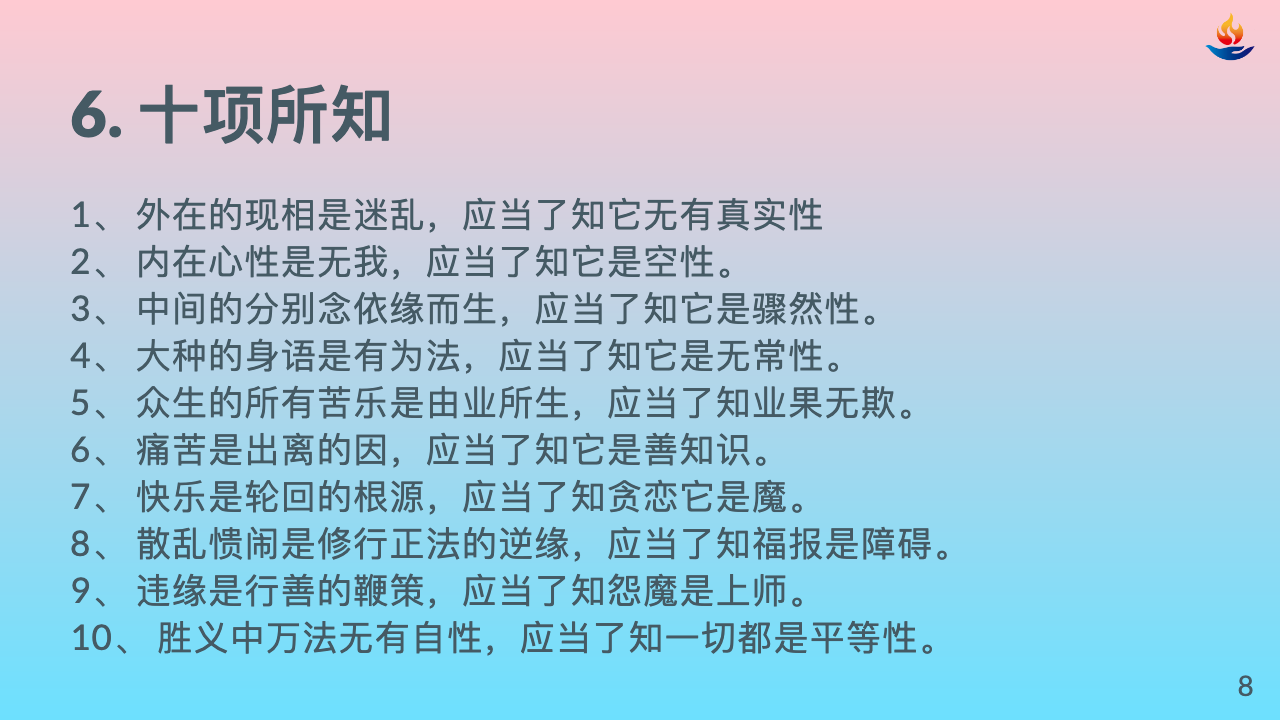 6. 十项所知
1、 外在的现相是迷乱，应当了知它无有真实性
2、 内在心性是无我，应当了知它是空性。
3、 中间的分别念依缘而生，应当了知它是骤然性。
4、 大种的身语是有为法，应当了知它是无常性。
5、 众生的所有苦乐是由业所生，应当了知业果无欺。
6、 痛苦是出离的因，应当了知它是善知识。
7、 快乐是轮回的根源，应当了知贪恋它是魔。
8、 散乱愦闹是修行正法的逆缘，应当了知福报是障碍。
9、 违缘是行善的鞭策，应当了知怨魔是上师。
10、 胜义中万法无有自性，应当了知一切都是平等性。
8